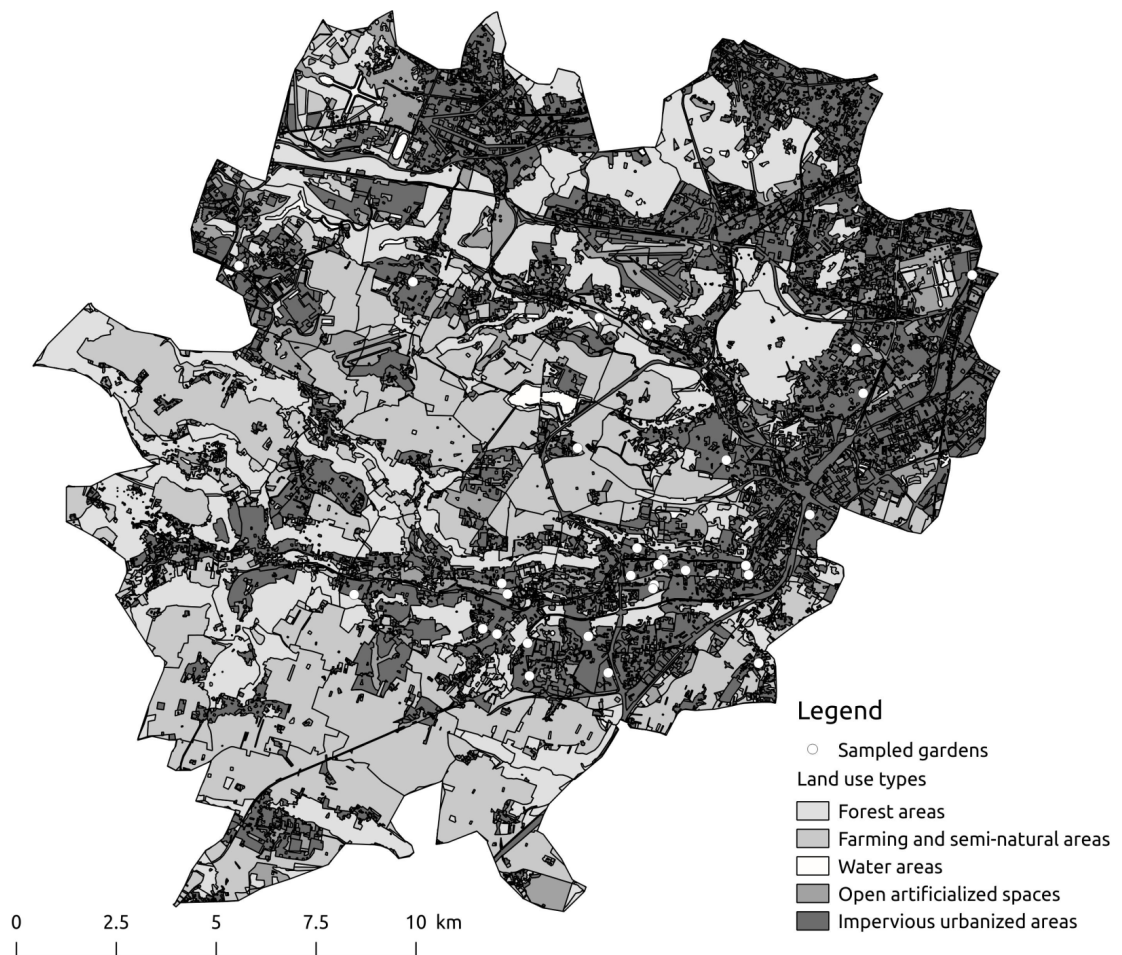 Legend
Sampled gardens
Land use types
Forest areas
Farming and semi-natural areas
Water areas
Open artificialized spaces
Impervious urbanized areas
0 2.5 5 7.5 10 km